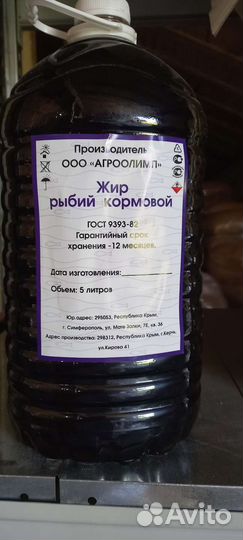 Производитель
ООО "АГРООЛИМП"
Жир
рыбий кормовой
ГОСТ 9393-82
Гарантийный срок
хранения -12 месяцев.
Дата изготовления:
Объем: 5 литров
Юр.адрес: 295053, Республика Крым,
г. Симферополь, ул. Мате Залки, 7Е, кв. 36
Адрес производства: 298312, Республика Крым, г.Керчь,
ул.Кирова 41
Avito